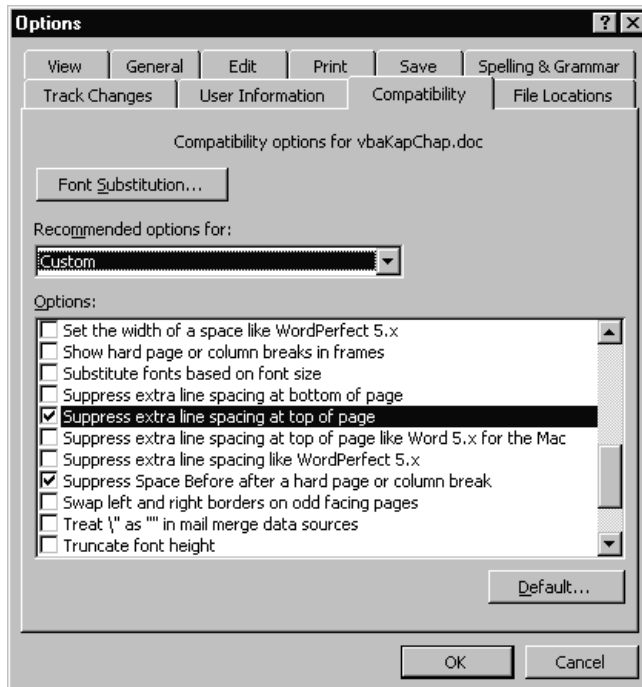 Options
View General Edit Print Save Spelling & Grammar
Track Changes User Information Compatibility File Locations
Compatibility options for vbaKapChap.doc
Font Substitution...
Recommended options for:
Custom
Options:
Set the width of a space like WordPerfect 5.x
Show hard page or column breaks in frames
Substitute fonts based on font size
Suppress extra line spacing at bottom of page
Suppress extra line spacing at top of page
Suppress extra line spacing at top of page like Word 5.x for the Mac
Suppress extra line spacing like WordPerfect 5.x
Suppress Space Before after a hard page or column break
Swap left and right borders on odd facing pages
Treat \" as "" in mail merge data sources
Truncate font height
Default...
OK Cancel